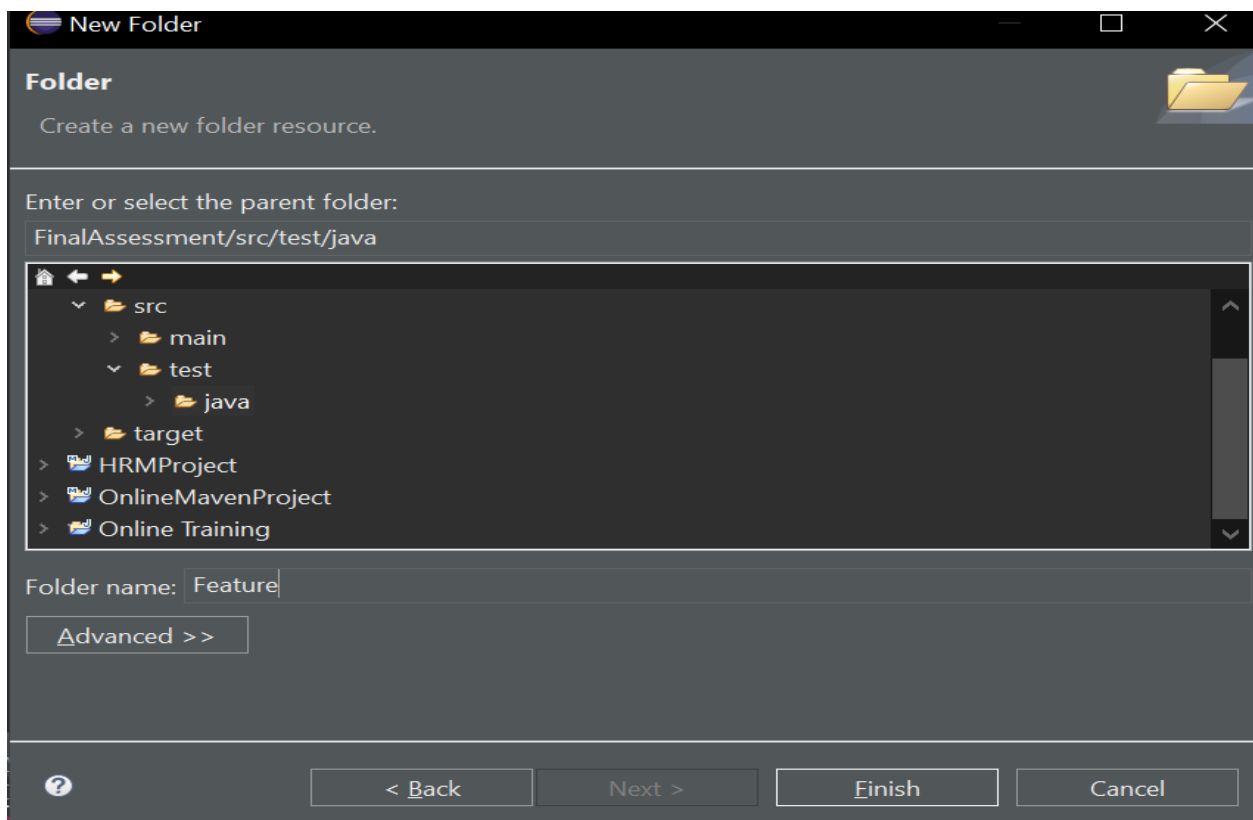 New Folder
Folder
Create a new folder resource.
Enter or select the parent folder:
FinalAssessment/src/test/java
src
main
test
java
target
HRMProject
OnlineMavenProject
Online Training
Folder name: Feature
Advanced >>
< Back Next > Finish Cancel